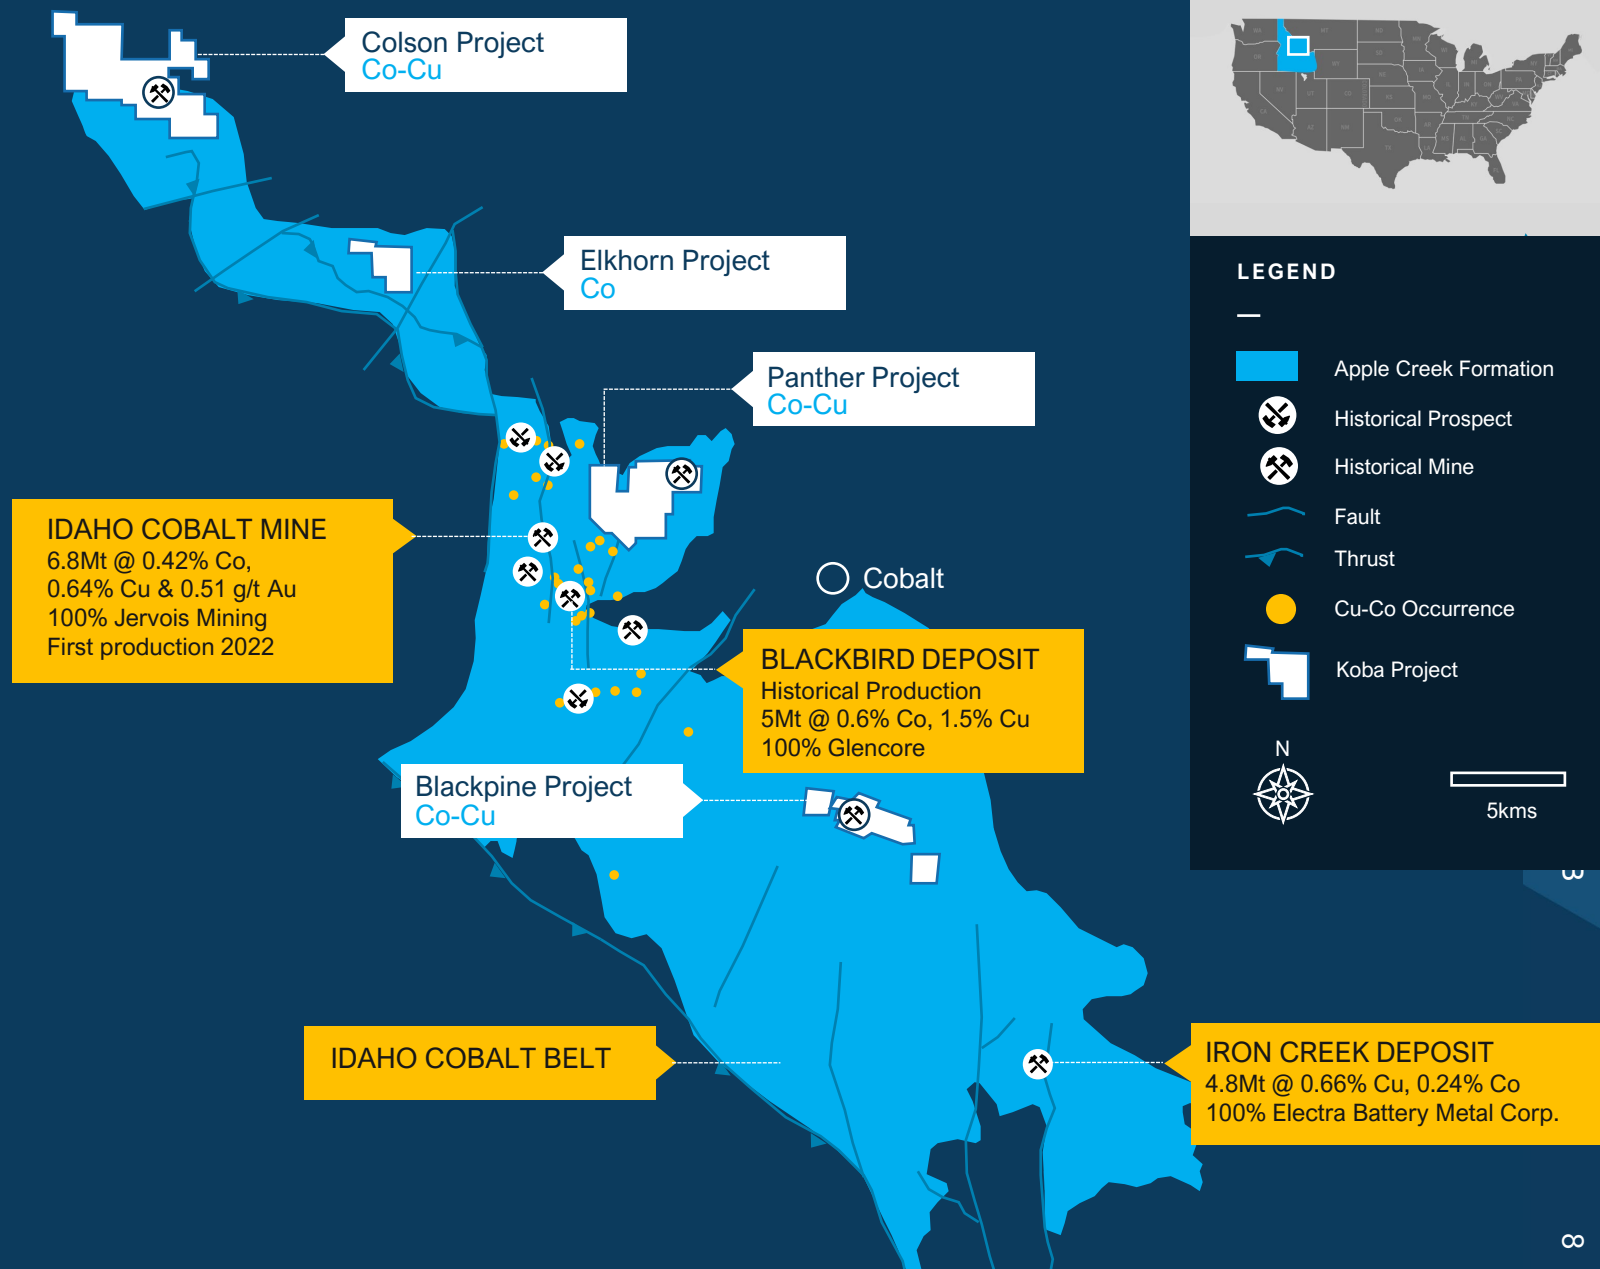 Colson Project
Co-Cu
Elkhorn Project
Co
Panther Project
Co-Cu
IDAHO COBALT MINE
6.8Mt @ 0.42% Co,
0.64% Cu & 0.51 g/t Au
100% Jervois Mining
First production 2022
Cobalt
BLACKBIRD DEPOSIT
Historical Production
5Mt @ 0.6% Co, 1.5% Cu
100% Glencore
Blackpine Project
Co-Cu
IDAHO COBALT BELT
IRON CREEK DEPOSIT
4.8Mt @ 0.66% Cu, 0.24% Co
100% Electra Battery Metal Corp.
LEGEND
Apple Creek Formation
Historical Prospect
Historical Mine
Fault
Thrust
Cu-Co Occurrence
Koba Project
N
5kms
8